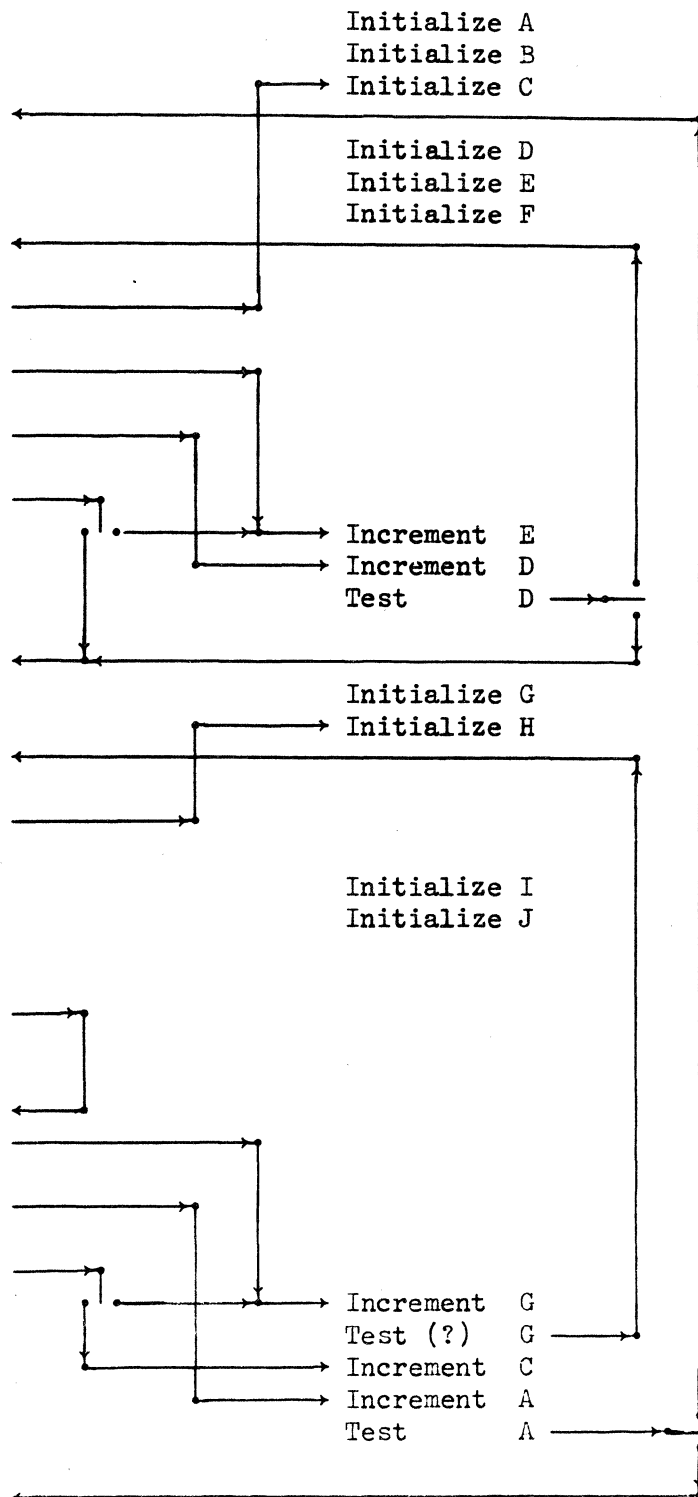 Initialize A
Initialize B
Initialize C
Initialize D
Initialize E
Initialize F
Increment E
Increment D
Test D
Initialize G
Initialize H
Initialize I
Initialize J
Increment G
Test (?) G
Increment C
Increment A
Test A